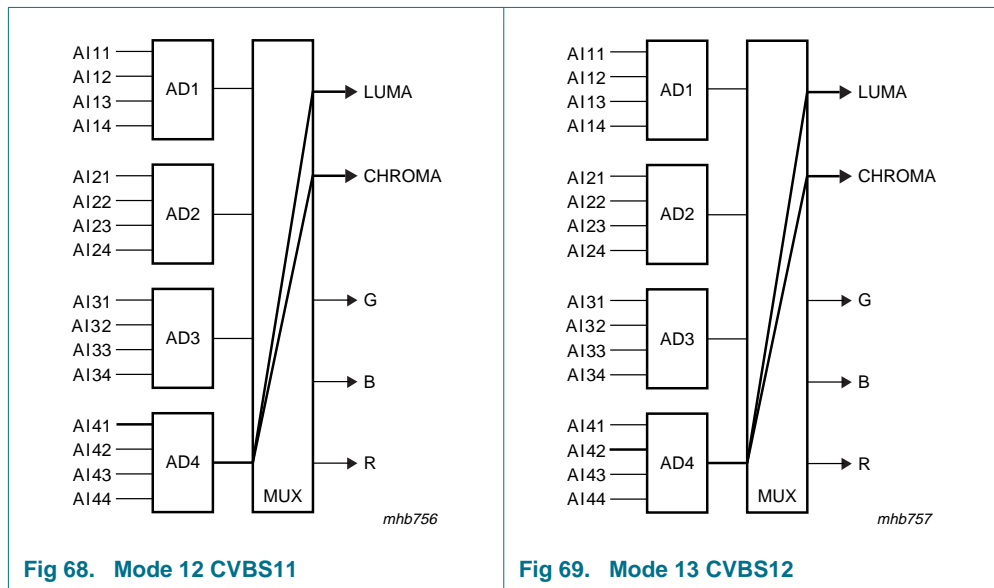 AI11
AI12
AI13
AI14
AD1
LUMA
AI21
AI22
AI23
AI24
AD2
CHROMA
AI31
AI32
AI33
AI34
AD3
G
B
AI41
AI42
AI43
AI44
AD4
R
MUX
mhb756
Fig 68. Mode 12 CVBS11
AI11
AI12
AI13
AI14
AD1
LUMA
AI21
AI22
AI23
AI24
AD2
CHROMA
AI31
AI32
AI33
AI34
AD3
G
B
AI41
AI42
AI43
AI44
AD4
R
MUX
mhb757
Fig 69. Mode 13 CVBS12